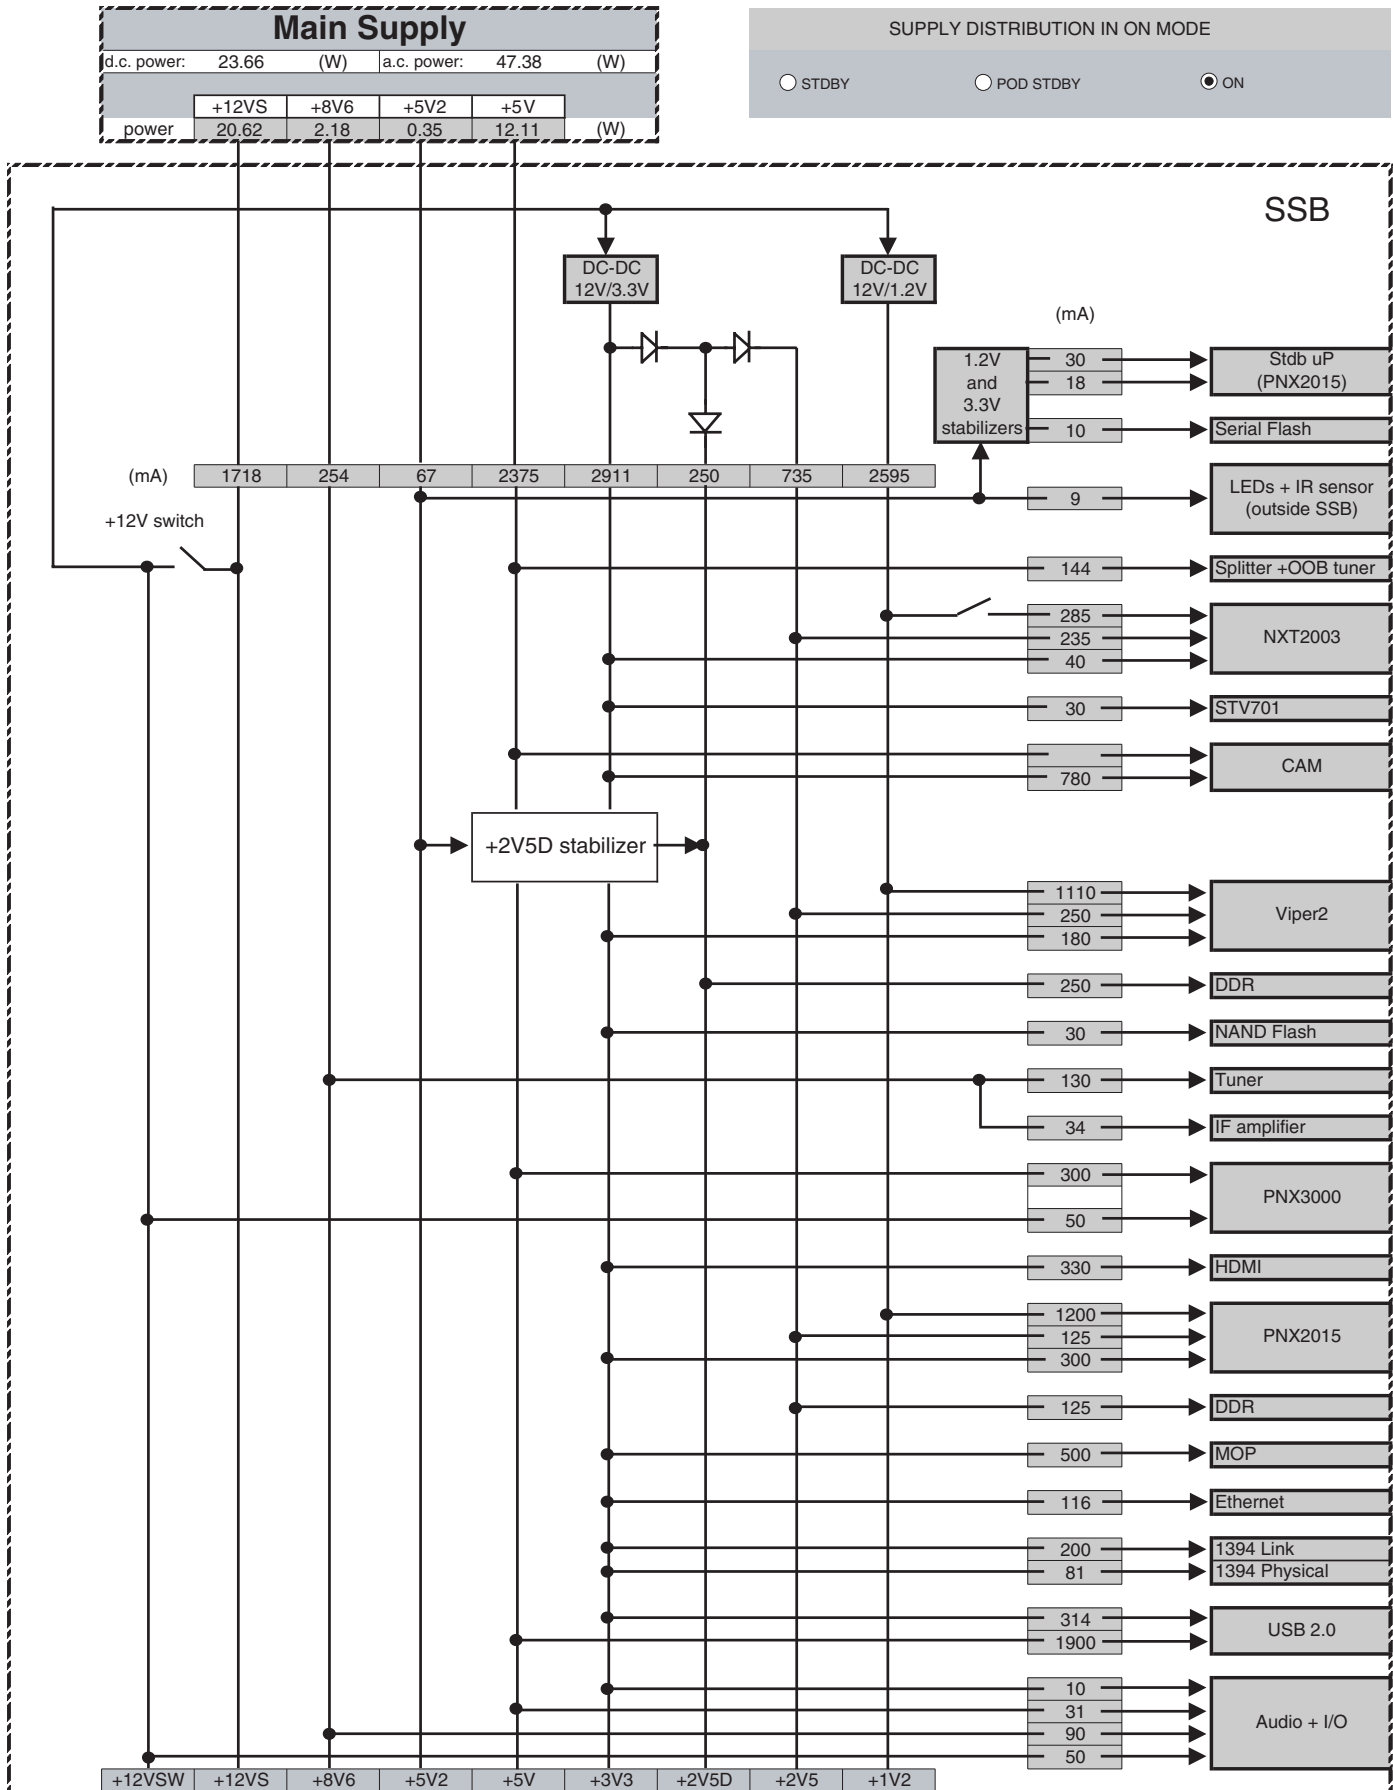 Main Supply
d.c. power: 23.66 (W) a.c. power: 47.38 (W)
+12VS +8V6 +5V2 +5V
power 20.62 2.18 0.35 12.11 (W)
SUPPLY DISTRIBUTION IN ON MODE
STDBY POD STDBY ON
SSB
DC-DC
12V/3.3V
DC-DC
12V/1.2V
(mA)
1.2V
and
3.3V
stabilizers
30
18
Stdb uP
(PNX2015)
10 Serial Flash
(mA) 1718 254 67 2375 2911 250 735 2595
9
LEDs + IR sensor
(outside SSB)
+12V switch
144 Splitter +OOB tuner
285
235
40
NXT2003
30 STV701
780
CAM
+2V5D stabilizer
1110
250
180
Viper2
250 DDR
30 NAND Flash
130 Tuner
34 IF amplifier
300
50
PNX3000
330 HDMI
1200
125
300
PNX2015
125 DDR
500 MOP
116 Ethernet
200 1394 Link
81 1394 Physical
314
1900
USB 2.0
10
31
90
50
Audio + I/O
+12VSW +12VS +8V6 +5V2 +5V +3V3 +2V5D +2V5 +1V2